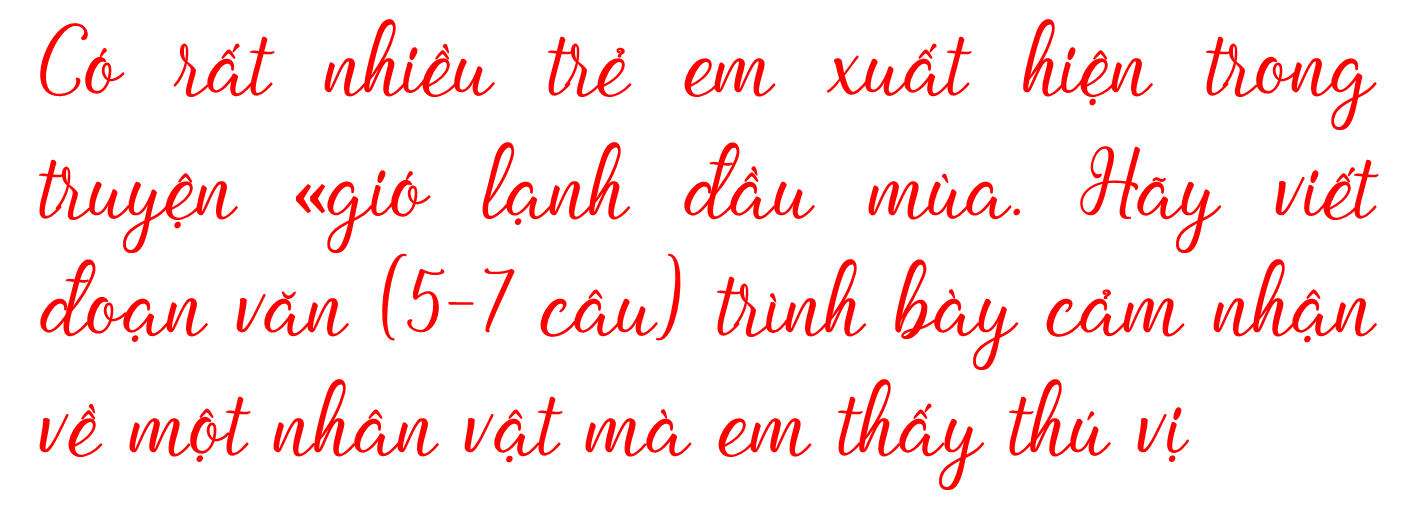 Có rất nhiều trẻ em xuất hiện trong
truyện «gió lạnh đầu mùa. Hãy viết
đoạn văn (5-7 câu) trình bày cảm nhận
về một nhân vật mà em thấy thú vị